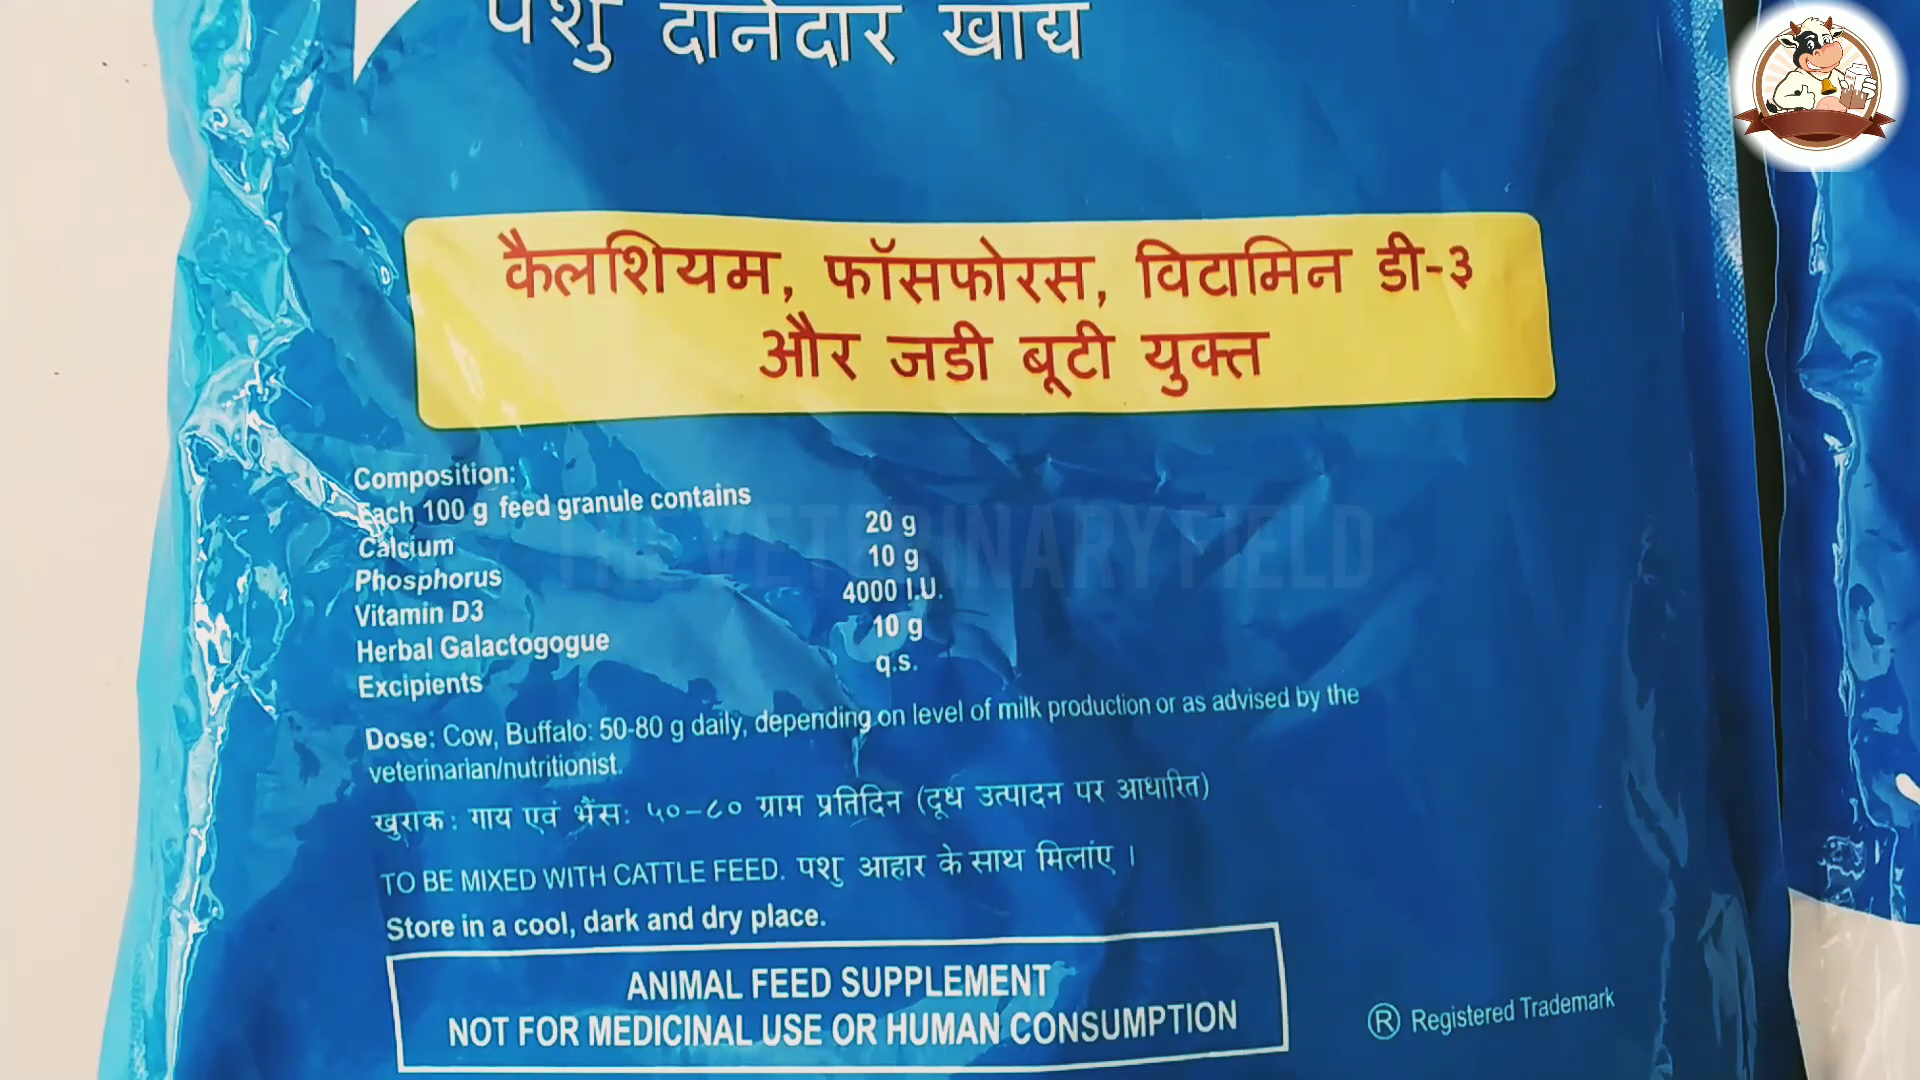 पशु दानेदार खाद्य
कैलशियम, फॉसफोरस, विटामिन डी-३
और जडी बूटी युक्त
Composition:
Each 100 g feed granule contains
Calcium 20 g
Phosphorus 10 g
Vitamin D3 4000 I.U.
Herbal Galactogogue 10 g
Excipients q.s.
THE VETERINARY FIELD
Dose: Cow, Buffalo: 50-80 g daily, depending on level of milk production or as advised by the
veterinarian/nutritionist.
खुराक: गाय एवं भैंस: ५०-८० ग्राम प्रतिदिन (दूध उत्पादन पर आधारित)
TO BE MIXED WITH CATTLE FEED. पशु आहार के साथ मिलांए ।
Store in a cool, dark and dry place.
ANIMAL FEED SUPPLEMENT
NOT FOR MEDICINAL USE OR HUMAN CONSUMPTION
® Registered Trademark